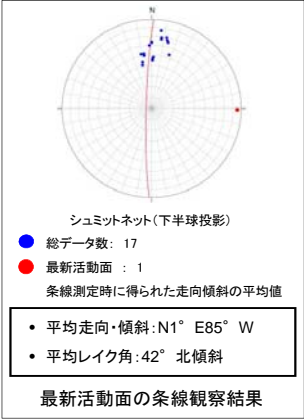 N
シュミットネット(下半球投影)
総データ数: 17
最新活動面 : 1
条線測定時に得られた走向傾斜の平均値
• 平均走向・傾斜:N1°E85°W
• 平均レイク角:42°北傾斜
最新活動面の条線観察結果